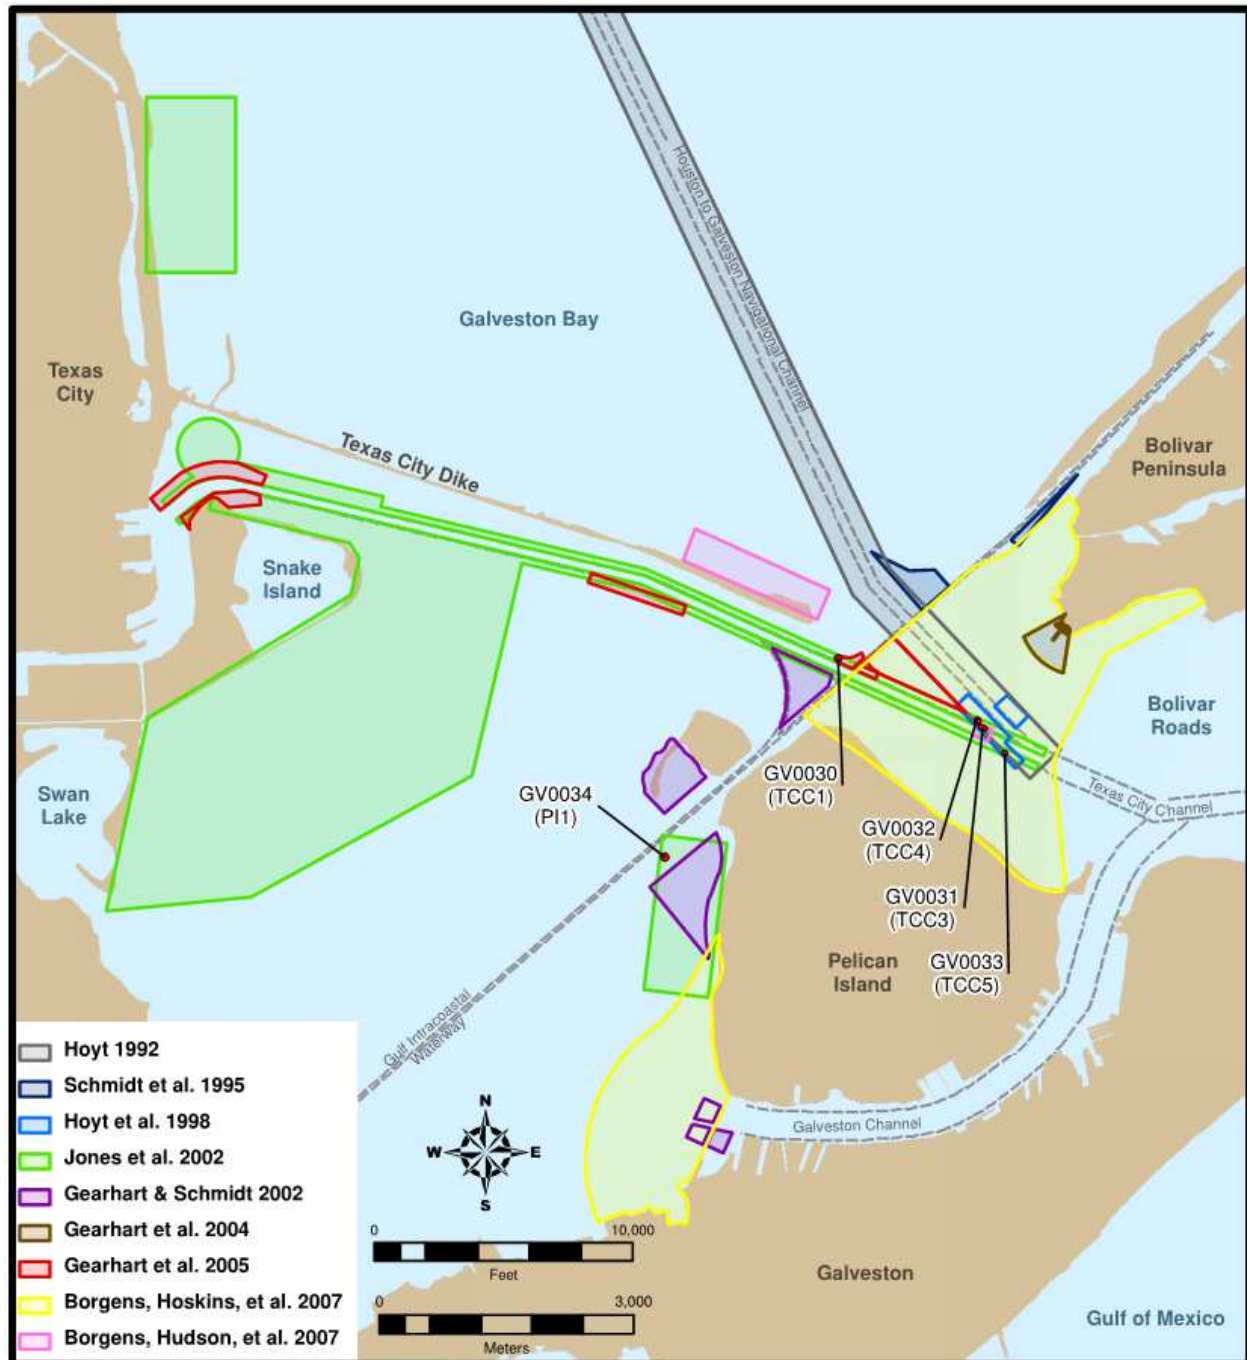 Houston to Galveston Navigational Channel
Galveston Bay
Texas
City
Texas City Dike
Bolivar
Peninsula
Snake
Island
Bolivar
Roads
Swan
Lake
GV0034
(PI1)
GV0030
(TCC1)
GV0032
(TCC4)
GV0031
(TCC3)
GV0033
(TCC5)
Texas City Channel
Pelican
Island
Gulf Intracoastal
Waterway
Galveston Channel
Galveston
Gulf of Mexico
Hoyt 1992
Schmidt et al. 1995
Hoyt et al. 1998
Jones et al. 2002
Gearhart & Schmidt 2002
Gearhart et al. 2004
Gearhart et al. 2005
Borgens, Hoskins, et al. 2007
Borgens, Hudson, et al. 2007
N
W E
S
0 10,000
Feet
0 3,000
Meters